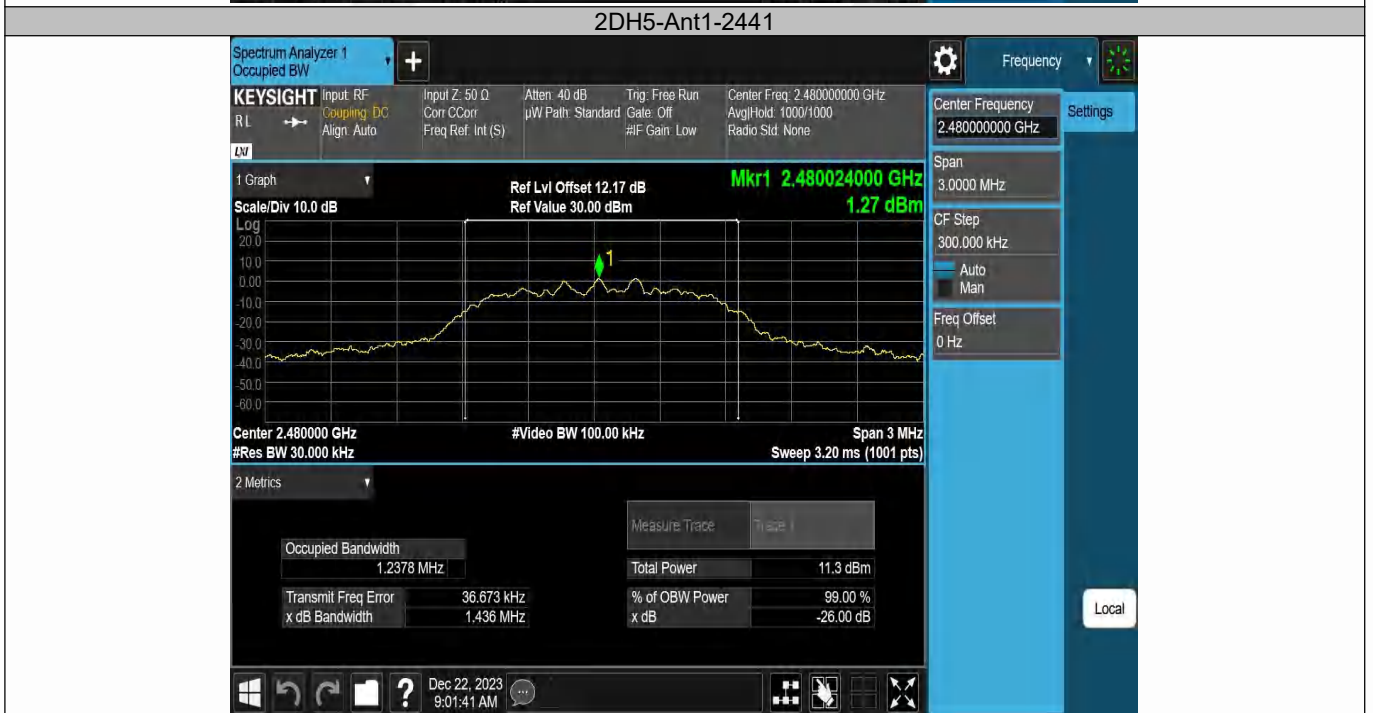 2DH5-Ant1-2441
Spectrum Analyzer 1
Occupied BW
+
Frequency
KEYSIGHT
R L
LXI
Input: RF
Coupling: DC
Align: Auto
Input Z: 50 Ω
Corr CCorr
Freq Ref: Int (S)
Atten: 40 dB
µW Path: Standard
Trig: Free Run
Gate: Off
#IF Gain: Low
Center Freq: 2.480000000 GHz
Avg|Hold: 1000/1000
Radio Std: None
Center Frequency
2.480000000 GHz
Settings
Span
3.0000 MHz
CF Step
300.000 kHz
Auto
Man
Freq Offset
0 Hz
1 Graph
Scale/Div 10.0 dB
Ref Lvl Offset 12.17 dB
Ref Value 30.00 dBm
Mkr1 2.480024000 GHz
1.27 dBm
Log
20.0
10.0
0.00
-10.0
-20.0
-30.0
-40.0
-50.0
-60.0
1
Center 2.480000 GHz
#Res BW 30.000 kHz
#Video BW 100.00 kHz
Span 3 MHz
Sweep 3.20 ms (1001 pts)
2 Metrics
Measure Trace
Trace 1
Occupied Bandwidth
1.2378 MHz
Total Power
11.3 dBm
Transmit Freq Error
36.673 kHz
% of OBW Power
99.00 %
x dB Bandwidth
1.436 MHz
x dB
-26.00 dB
Local
?
Dec 22, 2023
9:01:41 AM